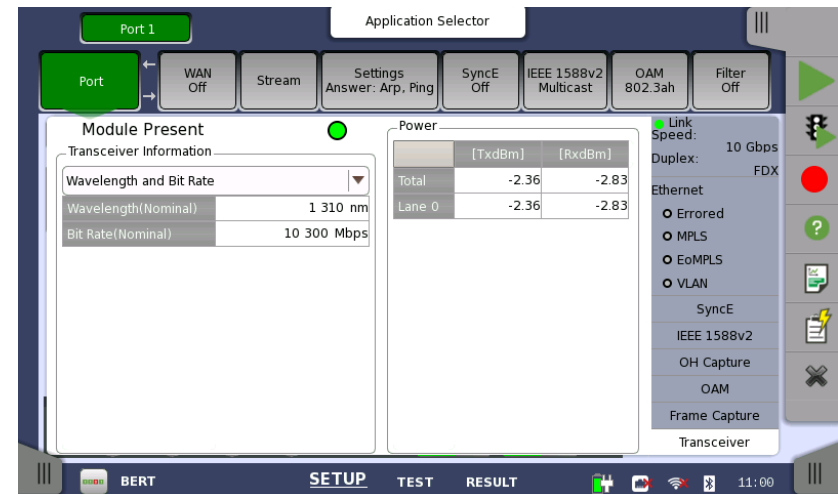 Port 1
Application Selector
Port
WAN
Off
Stream
Settings
Answer: Arp, Ping
SyncE
Off
IEEE 1588v2
Multicast
OAM
802.3ah
Filter
Off
Module Present
Transceiver Information
Wavelength and Bit Rate
Wavelength(Nominal) 1 310 nm
Bit Rate(Nominal) 10 300 Mbps
Power
[TxdBm] [RxdBm]
Total -2.36 -2.83
Lane 0 -2.36 -2.83
Link
Speed:
10 Gbps
Duplex:
FDX
Ethernet
Errored
MPLS
EoMPLS
VLAN
SyncE
IEEE 1588v2
OH Capture
OAM
Frame Capture
Transceiver
BERT SETUP TEST RESULT 11:00